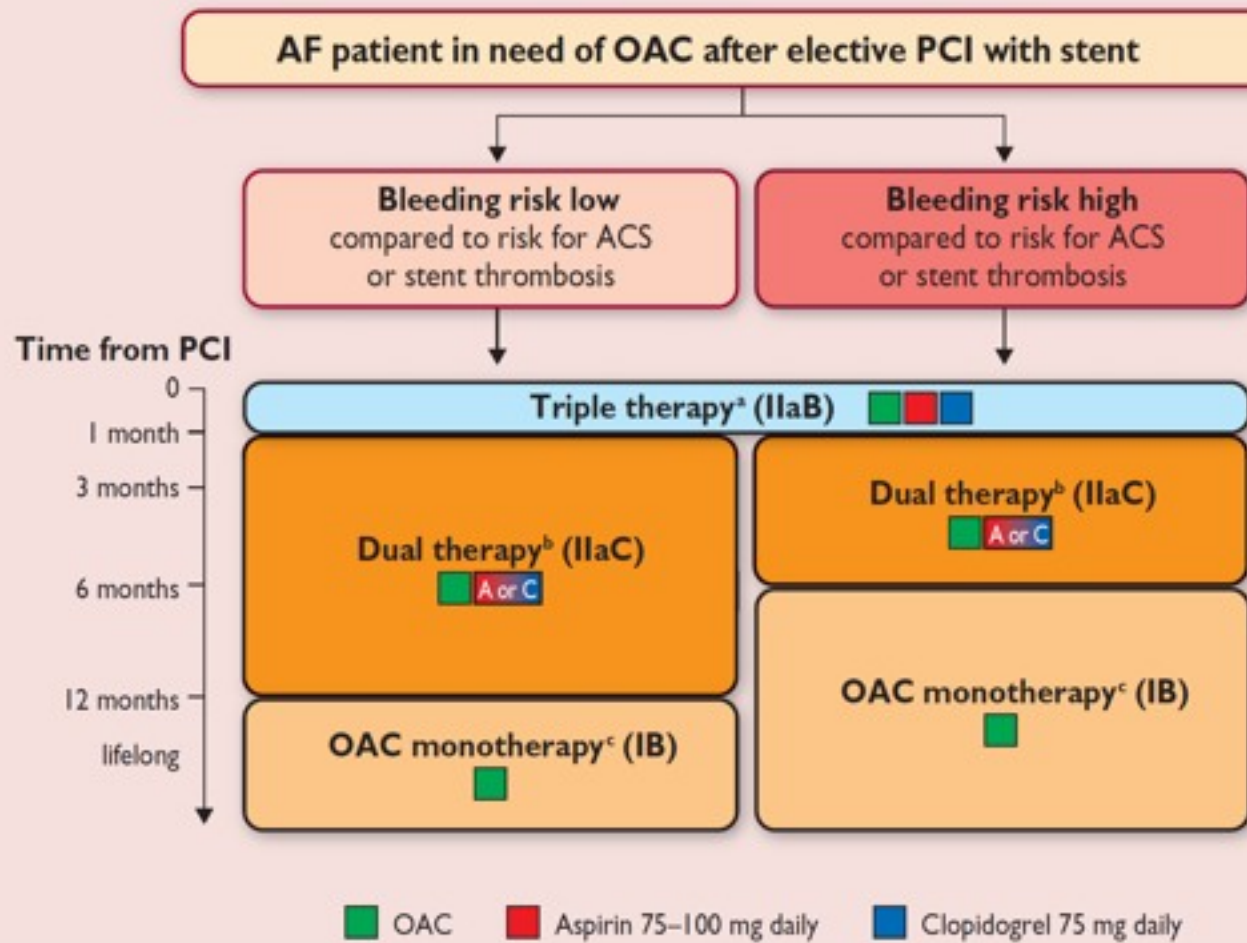 AF patient in need of OAC after elective PCI with stent
Bleeding risk low
compared to risk for ACS
or stent thrombosis
Bleeding risk high
compared to risk for ACS
or stent thrombosis
Time from PCI
0
1 month
3 months
6 months
12 months
lifelong
Triple therapyᵃ (IIaB)
Dual therapyᵇ (IIaC)
A or C
Dual therapyᵇ (IIaC)
A or C
OAC monotherapyᶜ (IB)
OAC monotherapyᶜ (IB)
OAC
Aspirin 75–100 mg daily
Clopidogrel 75 mg daily